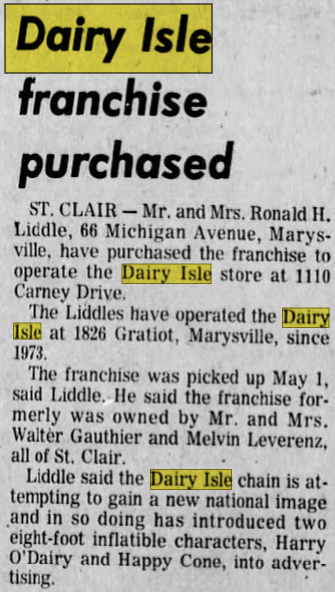 Dairy Isle
franchise
purchased
ST. CLAIR — Mr. and Mrs. Ronald H.
Liddle, 66 Michigan Avenue, Marys-
ville, have purchased the franchise to
operate the Dairy Isle store at 1110
Carney Drive.
The Liddles have operated the Dairy
Isle at 1826 Gratiot, Marysville, since
1973.
The franchise was picked up May 1,
said Liddle. He said the franchise for-
merly was owned by Mr. and Mrs.
Walter Gauthier and Melvin Leverenz,
all of St. Clair.
Liddle said the Dairy Isle chain is at-
tempting to gain a new national image
and in so doing has introduced two
eight-foot inflatible characters, Harry
O'Dairy and Happy Cone, into adver-
tising.